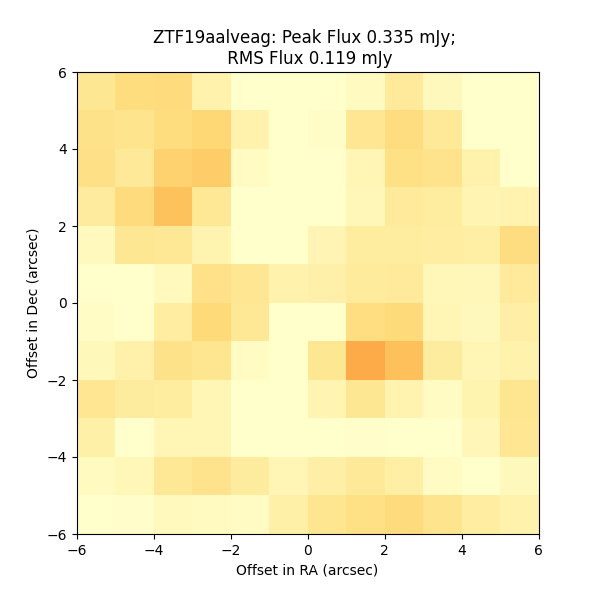 ZTF19aalveag: Peak Flux 0.335 mJy;
RMS Flux 0.119 mJy
6
4
2
0
−2
−4
−6
Offset in Dec (arcsec)
−6 −4 −2 0 2 4 6
Offset in RA (arcsec)